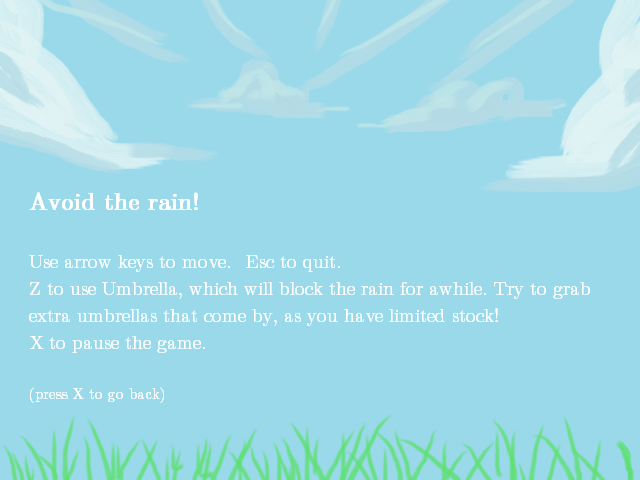 Avoid the rain!
Use arrow keys to move.  Esc to quit.
Z to use Umbrella, which will block the rain for awhile. Try to grab
extra umbrellas that come by, as you have limited stock!
X to pause the game.
(press X to go back)